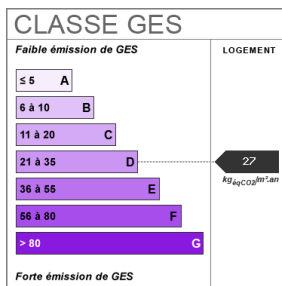 CLASSE GES
Faible émission de GES
LOGEMENT
≤ 5 A
6 à 10 B
11 à 20 C
21 à 35 D
27
kgéqCO2/m².an
36 à 55 E
56 à 80 F
> 80 G
Forte émission de GES